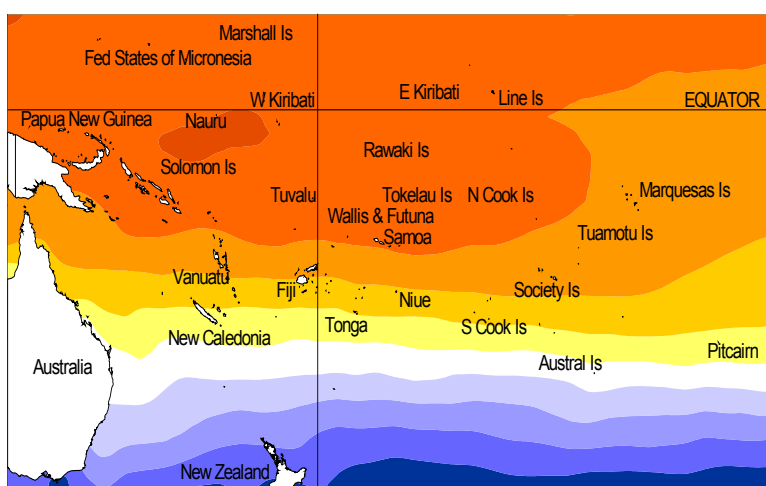 Marshall Is
Fed States of Micronesia
W Kiribati
E Kiribati
Line Is
EQUATOR
Papua New Guinea
Nauru
Rawaki Is
Solomon Is
Tuvalu
Tokelau Is
N Cook Is
Marquesas Is
Wallis & Futuna
Samoa
Tuamotu Is
Vanuatu
Fiji
Niue
Society Is
New Caledonia
Tonga
S Cook Is
Australia
Austral Is
Pitcairn
New Zealand